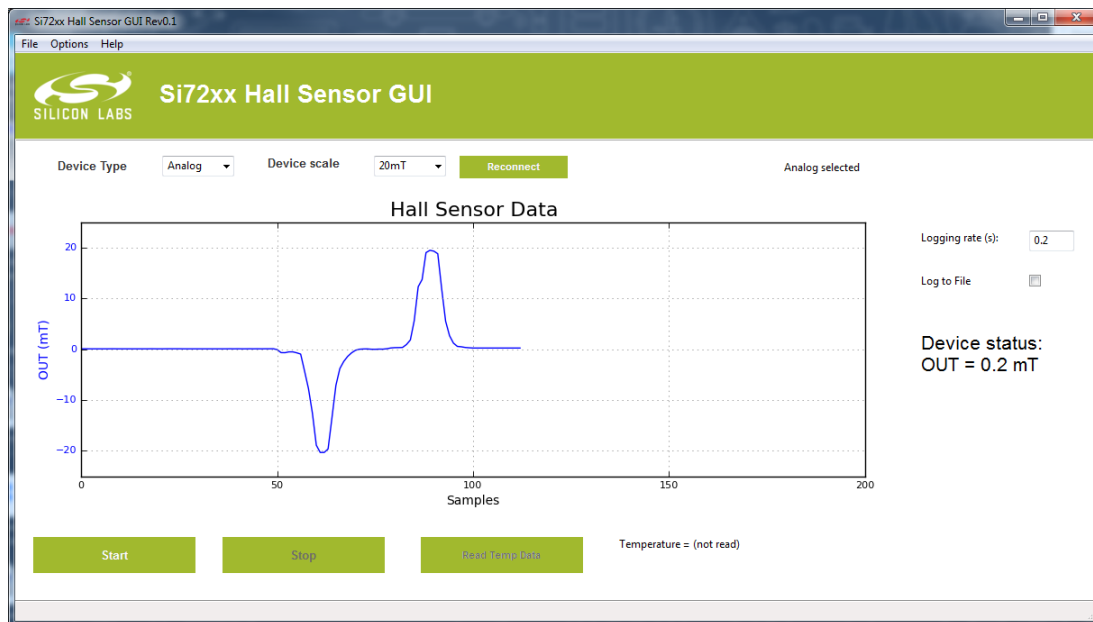 Si72xx Hall Sensor GUI Rev0.1
File Options Help
SILICON LABS
Si72xx Hall Sensor GUI
Device Type
Analog
Device scale
20mT
Reconnect
Analog selected
Hall Sensor Data
Logging rate (s):
0.2
Log to File
Device status:
OUT = 0.2 mT
OUT (mT)
20
10
0
−10
−20
0 50 100 150 200
Samples
Start
Stop
Read Temp Data
Temperature = (not read)